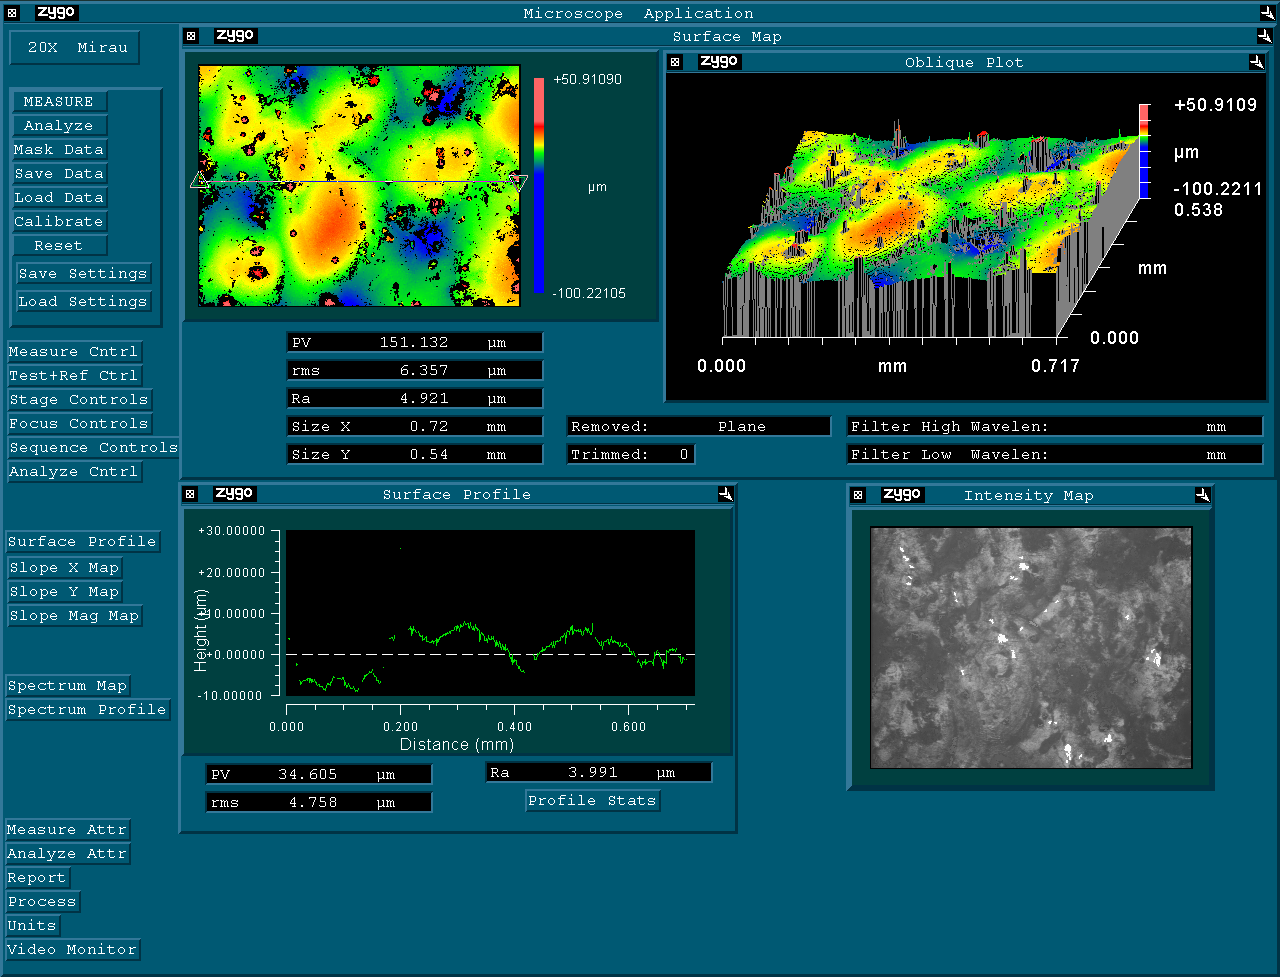 zygo Microscope Application
20X Mirau
MEASURE
Analyze
Mask Data
Save Data
Load Data
Calibrate
Reset
Save Settings
Load Settings
Measure Cntrl
Test+Ref Ctrl
Stage Controls
Focus Controls
Sequence Controls
Analyze Cntrl
Surface Profile
Slope X Map
Slope Y Map
Slope Mag Map
Spectrum Map
Spectrum Profile
Measure Attr
Analyze Attr
Report
Process
Units
Video Monitor
zygo Surface Map
+50.91090
µm
-100.22105
zygo Oblique Plot
+50.9109
µm
-100.2211
0.538
mm
0.000
0.000 mm 0.717
PV 151.132 µm
rms 6.357 µm
Ra 4.921 µm
Size X 0.72 mm
Size Y 0.54 mm
Removed: Plane
Trimmed: 0
Filter High Wavelen: mm
Filter Low Wavelen: mm
zygo Surface Profile
+30.00000
+20.00000
+10.00000
+0.00000
-10.00000
Height (µm)
0.000 0.200 0.400 0.600
Distance (mm)
PV 34.605 µm
rms 4.758 µm
Ra 3.991 µm
Profile Stats
zygo Intensity Map